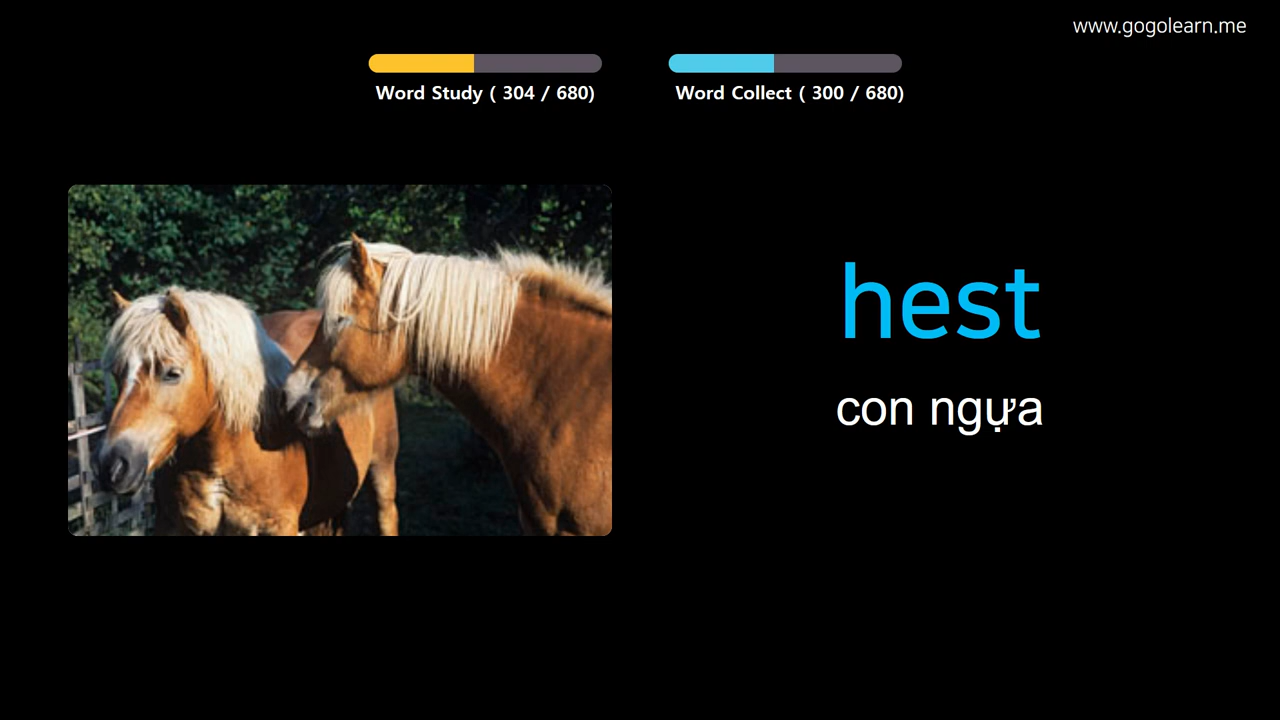 www.gogolearn.me
Word Study ( 304 / 680)
Word Collect ( 300 / 680)
hest
con ngựa